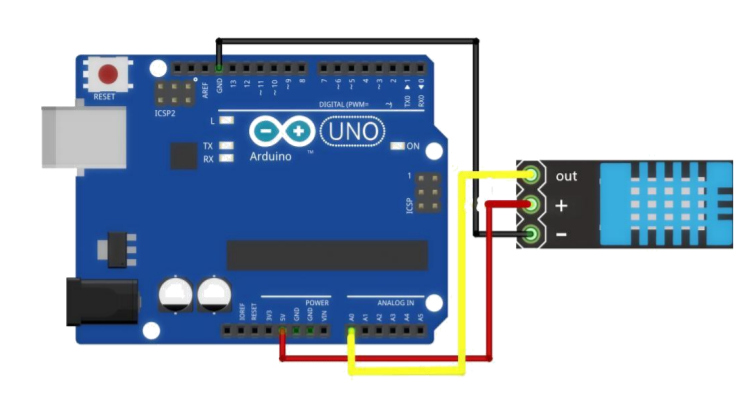 RESET
ICSP2
AREF
GND
13
12
~11
~10
~9
8
7
~6
~5
4
~3
2
TX0 ▶ 1
RX0 ◀ 0
DIGITAL (PWM= ~)
L
TX
RX
UNO
Arduino
TM
ON
1
ICSP
out
+
-
POWER
ANALOG IN
IOREF
RESET
3V3
5V
GND
GND
VIN
A0
A1
A2
A3
A4
A5